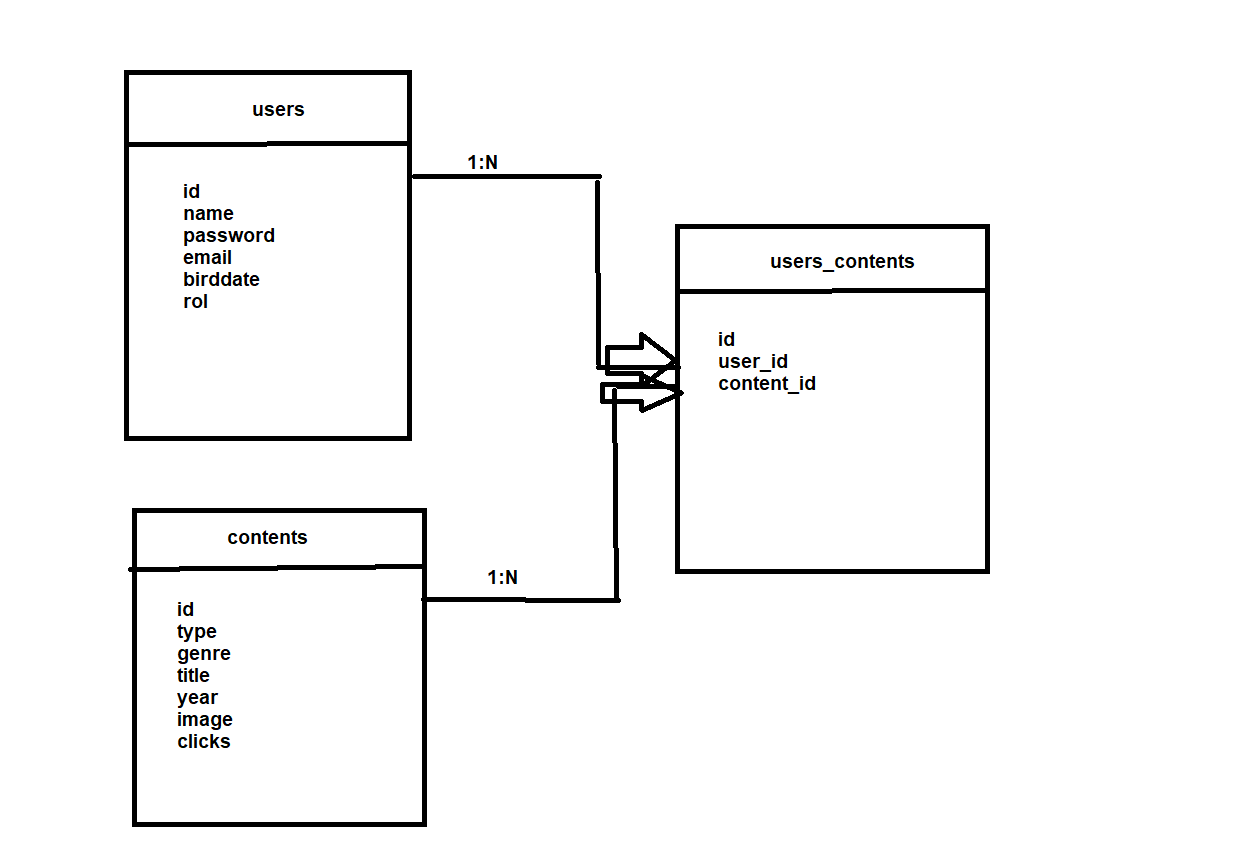 users
id
name
password
email
birddate
rol
1:N
users_contents
id
user_id
content_id
contents
id
type
genre
title
year
image
clicks
1:N